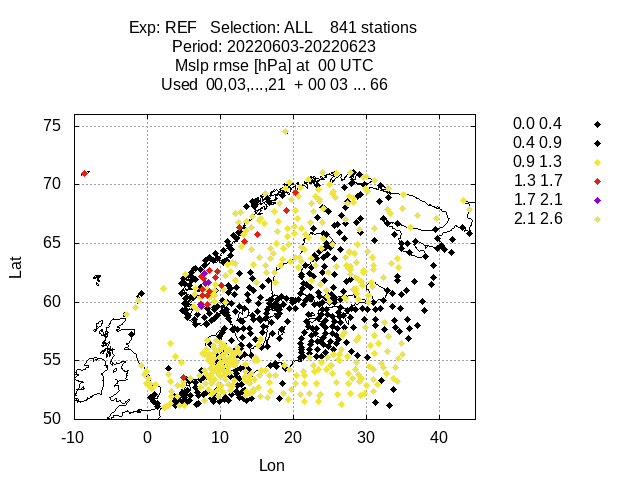 Exp: REF   Selection: ALL    841 stations
Period: 20220603-20220623
Mslp rmse [hPa] at  00 UTC
Used  00,03,...,21  + 00 03 ... 66
75
70
65
60
55
50
-10 0 10 20 30 40
Lat
Lon
0.0 0.4
0.4 0.9
0.9 1.3
1.3 1.7
1.7 2.1
2.1 2.6